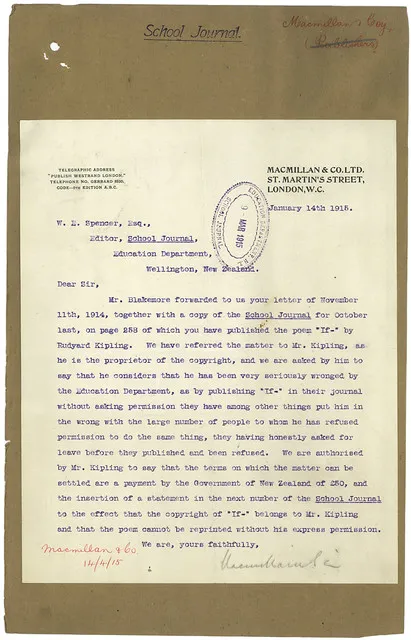 School Journal.
Macmillan & Coy.
(Publishers)
TELEGRAPHIC ADDRESS
"PUBLISH WESTRAND LONDON."
TELEPHONE NO. GERRARD 8830.
CODE—5TH EDITION A.B.C.
MACMILLAN & CO. LTD.
ST. MARTIN'S STREET,
LONDON, W.C.
January 14th 1915.
9 MAR 1915
W. E. Spencer, Esq.,
Editor, School Journal,
Education Department,
Wellington, New Zealand.
Dear Sir,
Mr. Blakemore forwarded to us your letter of November
11th, 1914, together with a copy of the School Journal for October
last, on page 258 of which you have published the poem "If-" by
Rudyard Kipling. We have referred the matter to Mr. Kipling, as
he is the proprietor of the copyright, and we are asked by him to
say that he considers that he has been very seriously wronged by
the Education Department, as by publishing "If-" in their journal
without asking permission they have among other things put him in
the wrong with the large number of people to whom he has refused
permission to do the same thing, they having honestly asked for
leave before they published and been refused. We are authorised
by Mr. Kipling to say that the terms on which the matter can be
settled are a payment by the Government of New Zealand of £50, and
the insertion of a statement in the next number of the School Journal
to the effect that the copyright of "If-" belongs to Mr. Kipling
and that the poem cannot be reprinted without his express permission.
We are, yours faithfully,
Macmillan & Co
14/4/15
Macmillan & Co